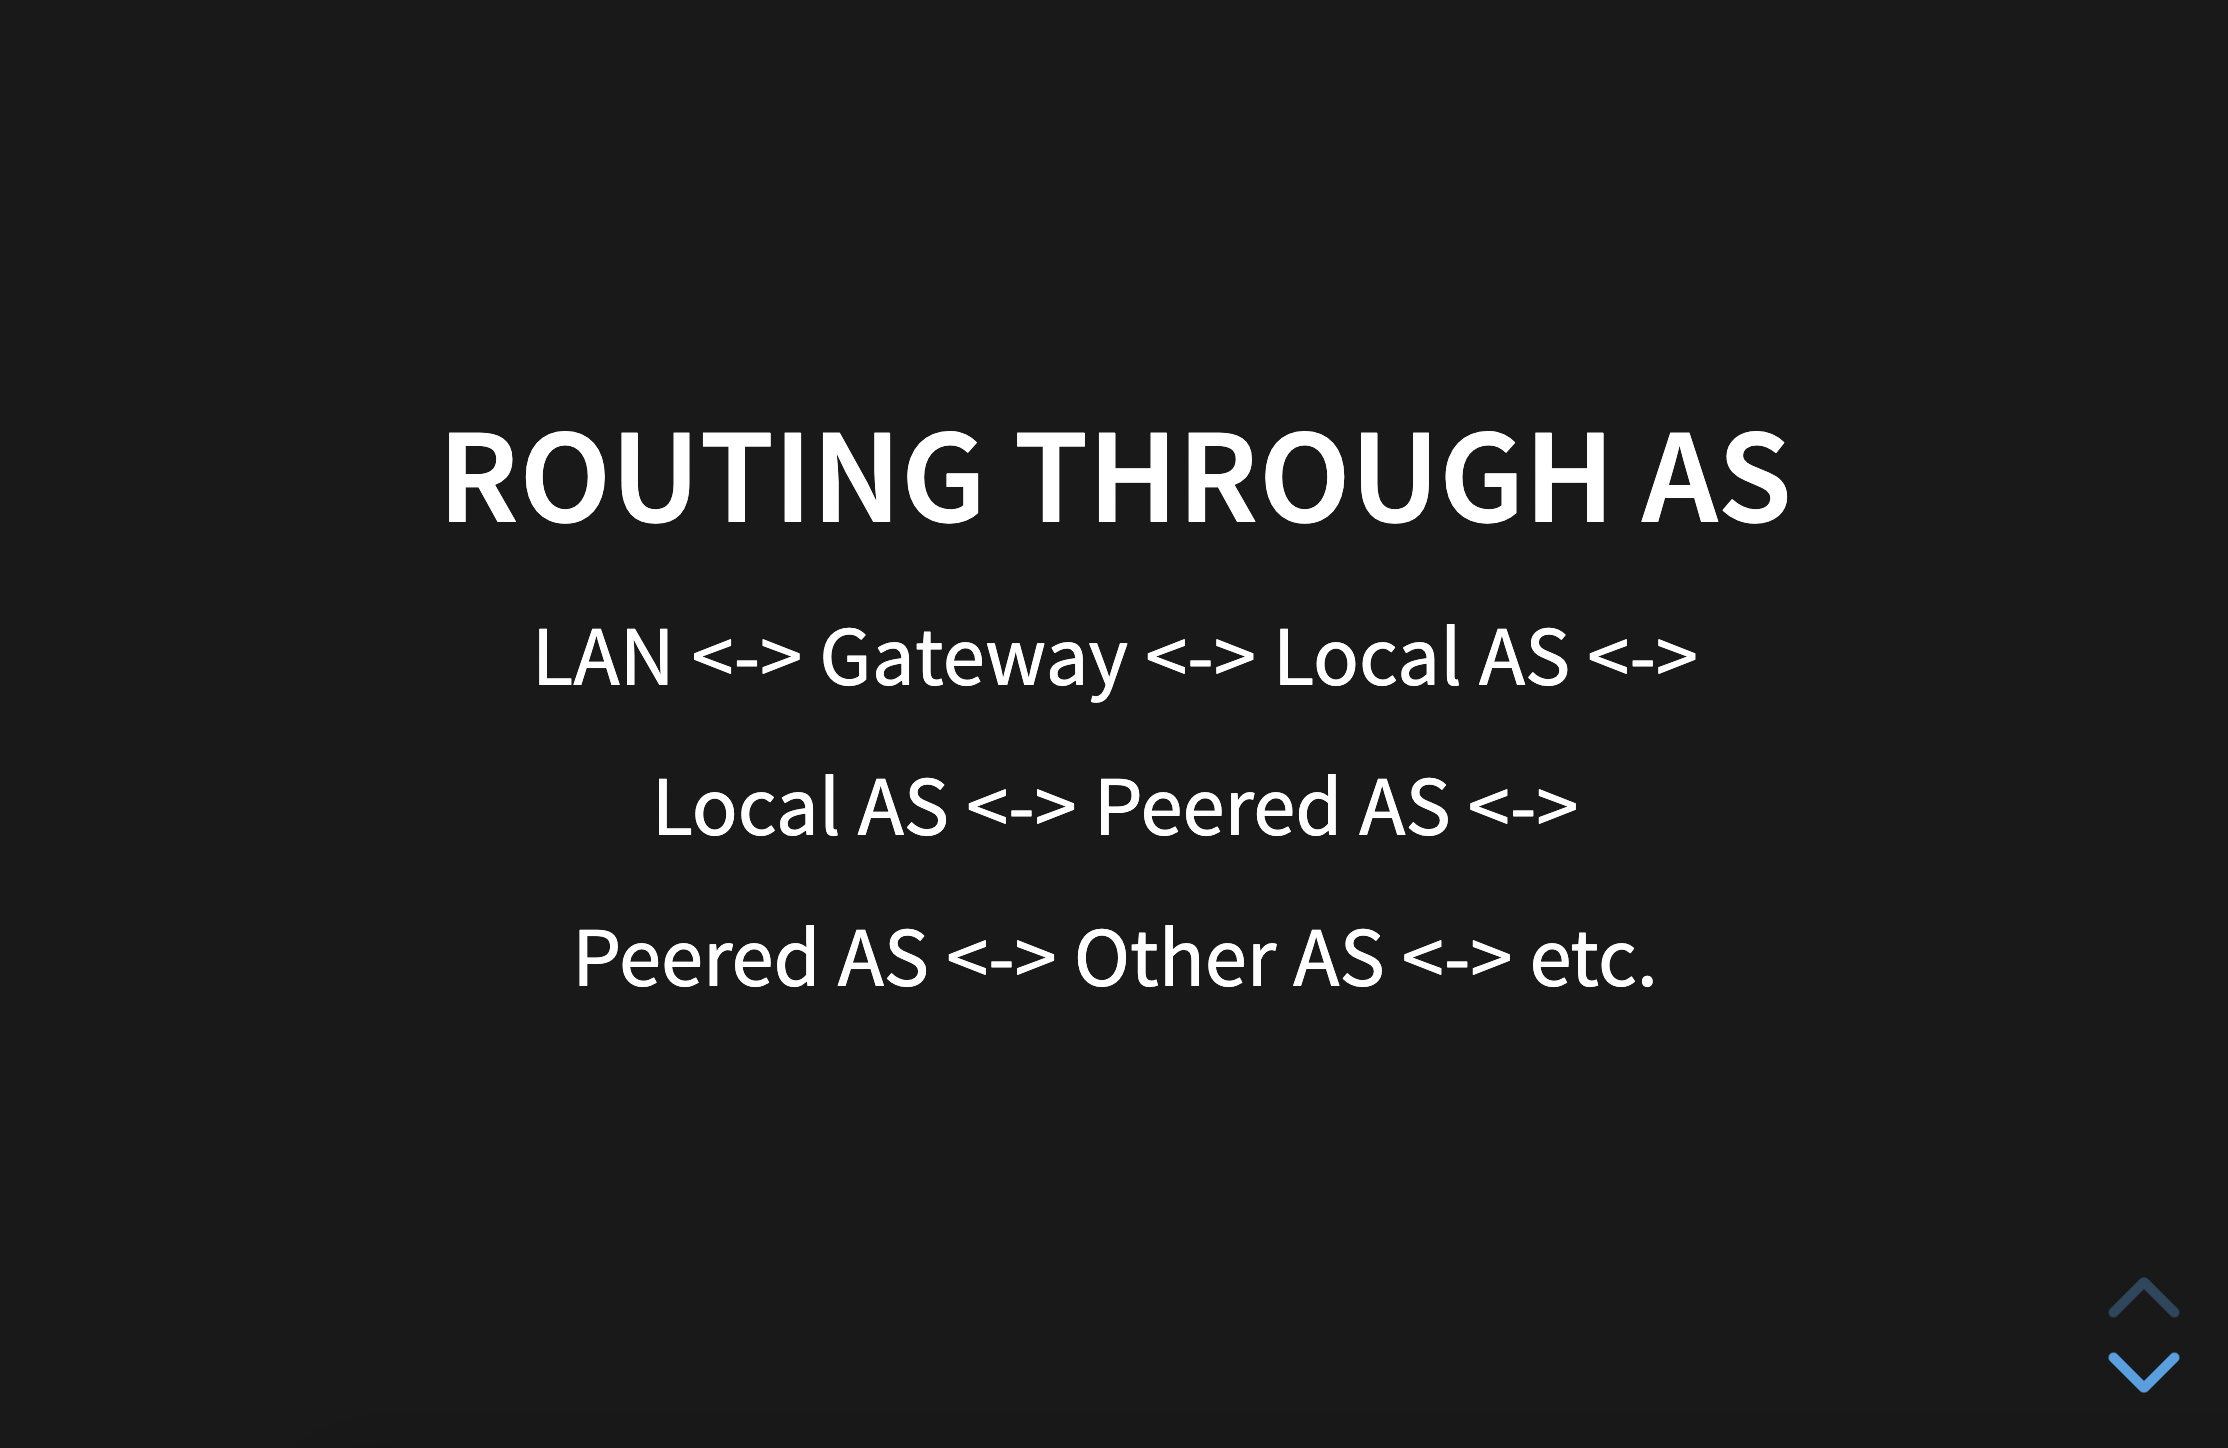 ROUTING THROUGH AS
LAN <-> Gateway <-> Local AS <->
Local AS <-> Peered AS <->
Peered AS <-> Other AS <-> etc.